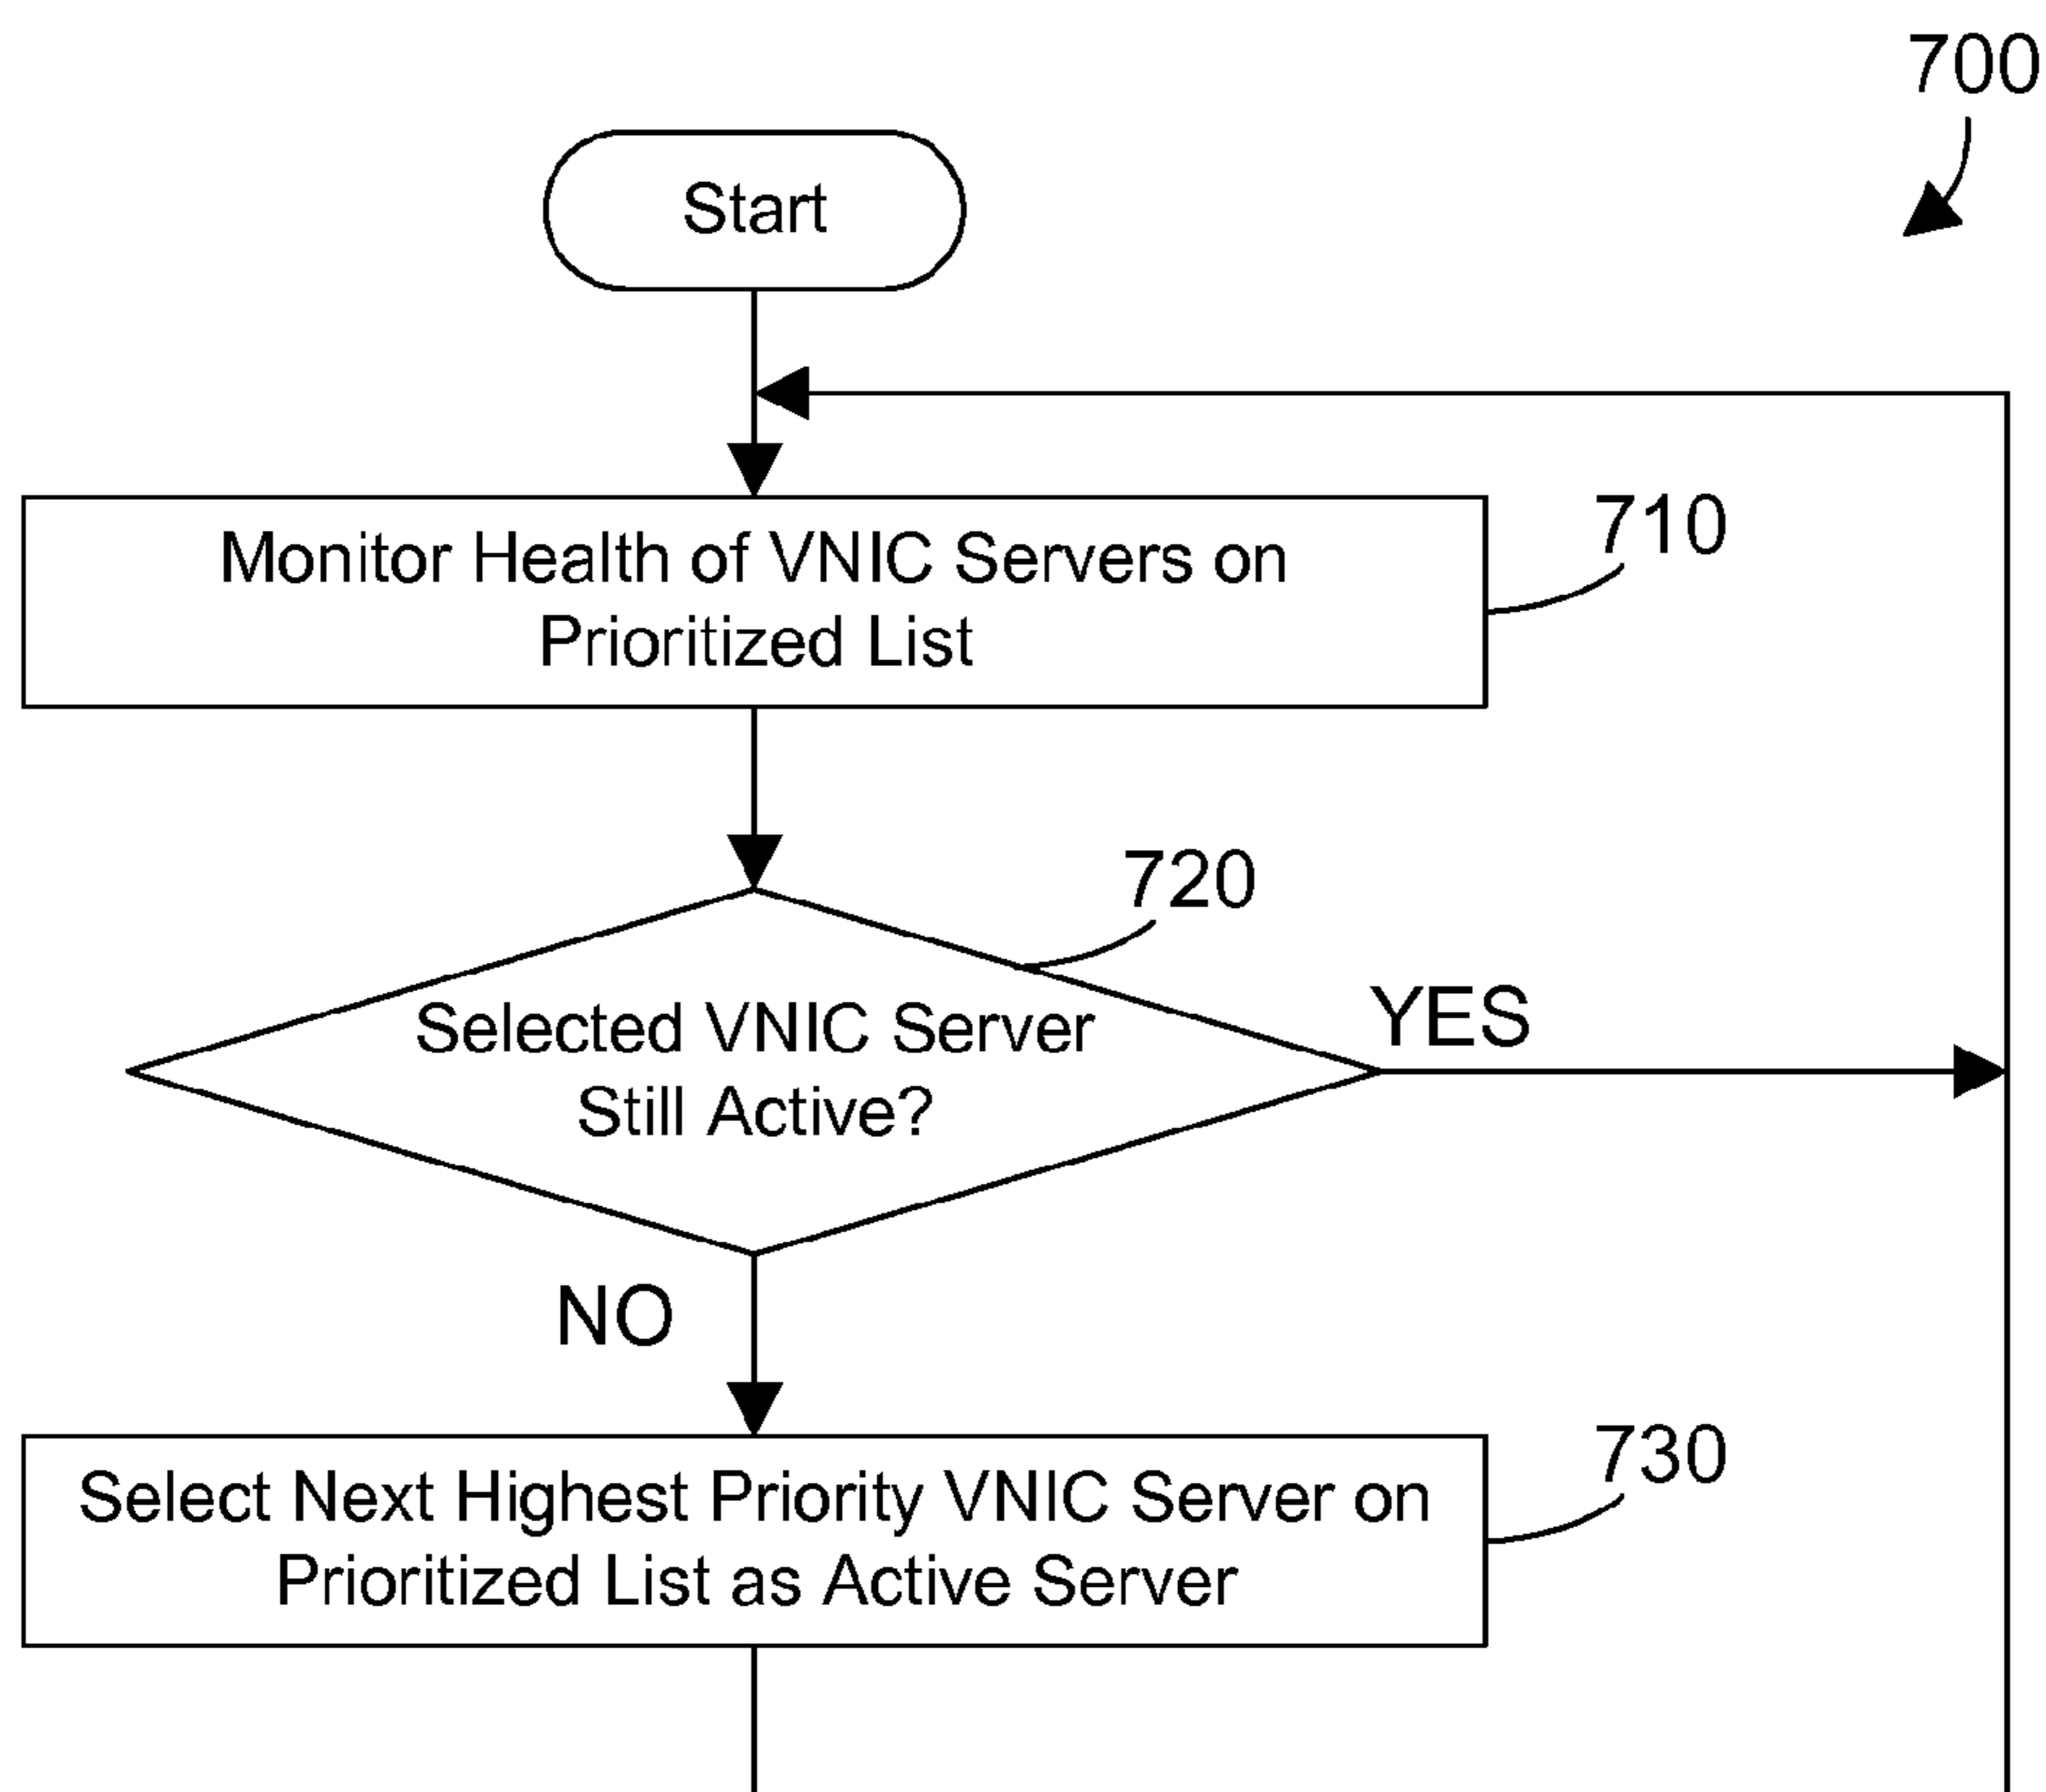 700
Start
Monitor Health of VNIC Servers on
Prioritized List
710
720
Selected VNIC Server
Still Active?
YES
NO
730
Select Next Highest Priority VNIC Server on
Prioritized List as Active Server